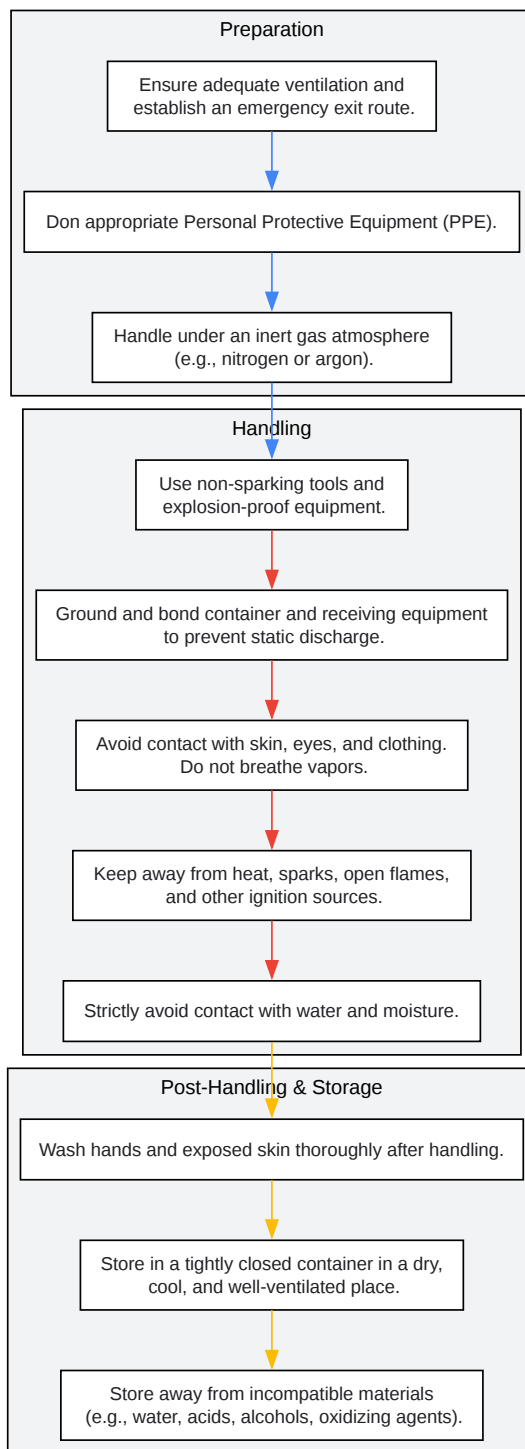 Preparation
Ensure adequate ventilation and
establish an emergency exit route.
Don appropriate Personal Protective Equipment (PPE).
Handle under an inert gas atmosphere
(e.g., nitrogen or argon).
Handling
Use non-sparking tools and
explosion-proof equipment.
Ground and bond container and receiving equipment
to prevent static discharge.
Avoid contact with skin, eyes, and clothing.
Do not breathe vapors.
Keep away from heat, sparks, open flames,
and other ignition sources.
Strictly avoid contact with water and moisture.
Post-Handling & Storage
Wash hands and exposed skin thoroughly after handling.
Store in a tightly closed container in a dry,
cool, and well-ventilated place.
Store away from incompatible materials
(e.g., water, acids, alcohols, oxidizing agents).